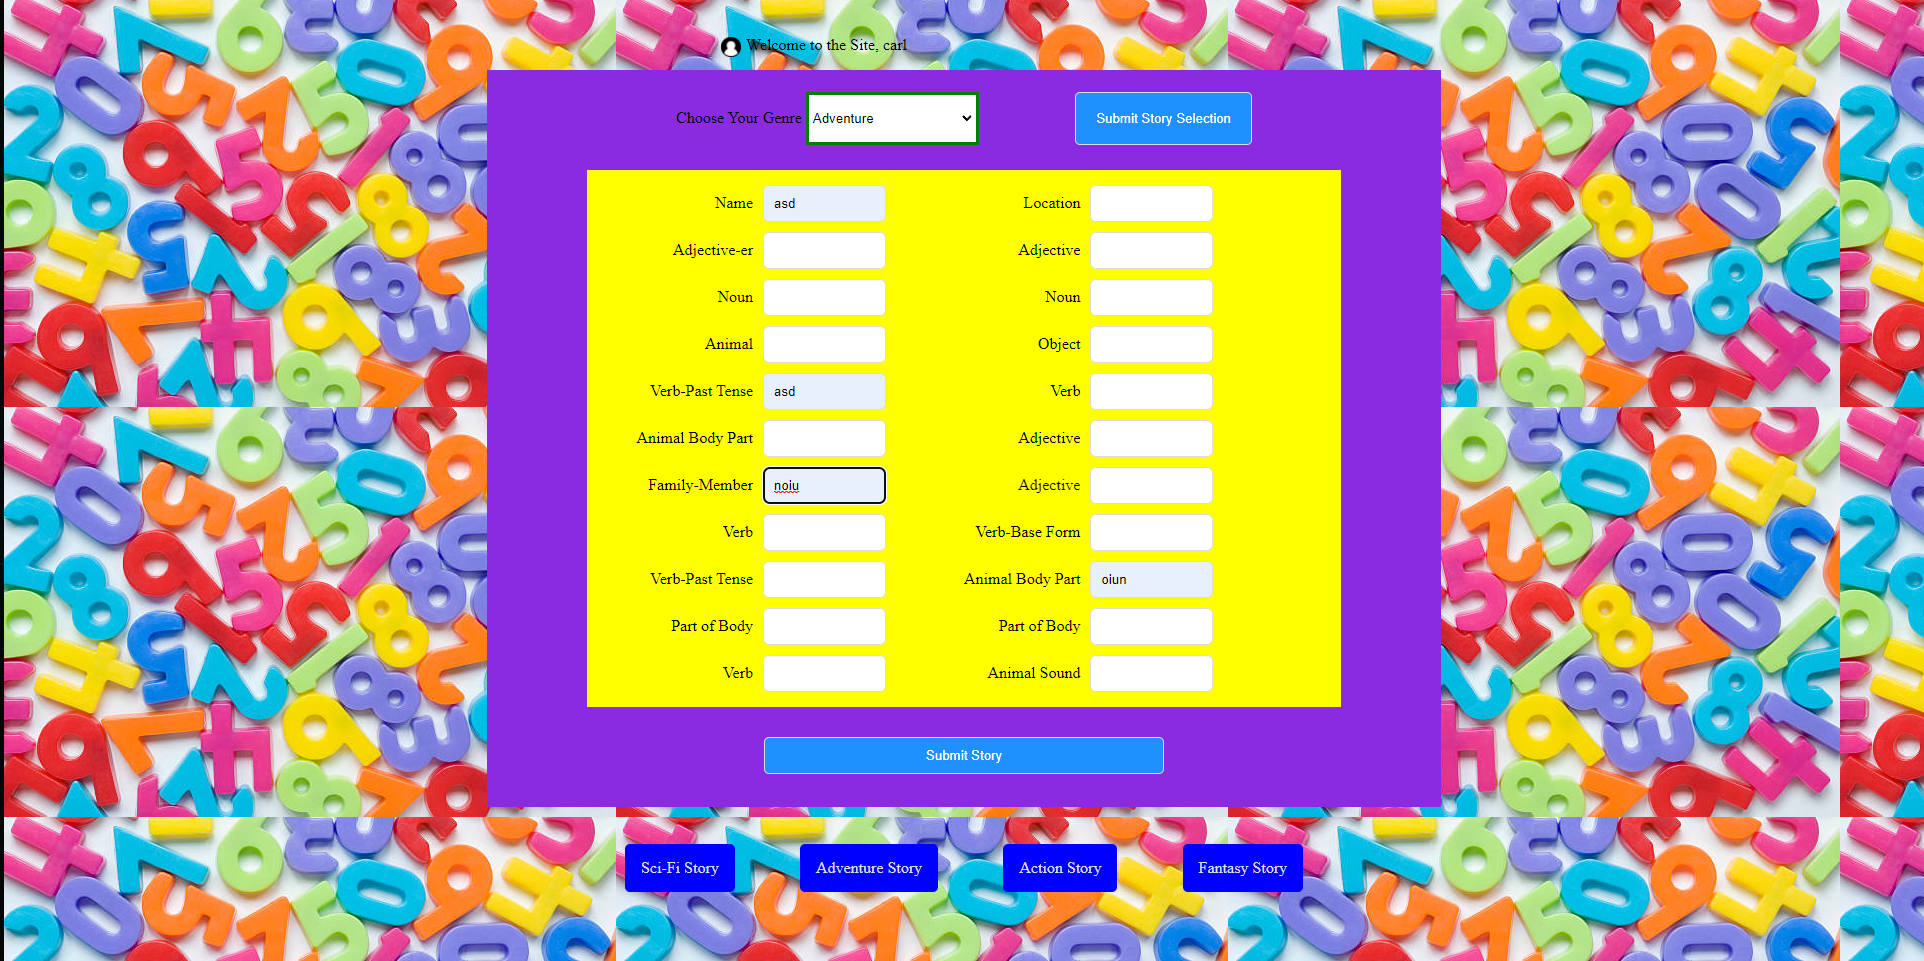 Welcome to the Site, carl
Choose Your Genre Adventure Submit Story Selection
Name asd Location
Adjective-er Adjective
Noun Noun
Animal Object
Verb-Past Tense asd Verb
Animal Body Part Adjective
Family-Member noiu Adjective
Verb Verb-Base Form
Verb-Past Tense Animal Body Part oiun
Part of Body Part of Body
Verb Animal Sound
Submit Story
Sci-Fi Story Adventure Story Action Story Fantasy Story